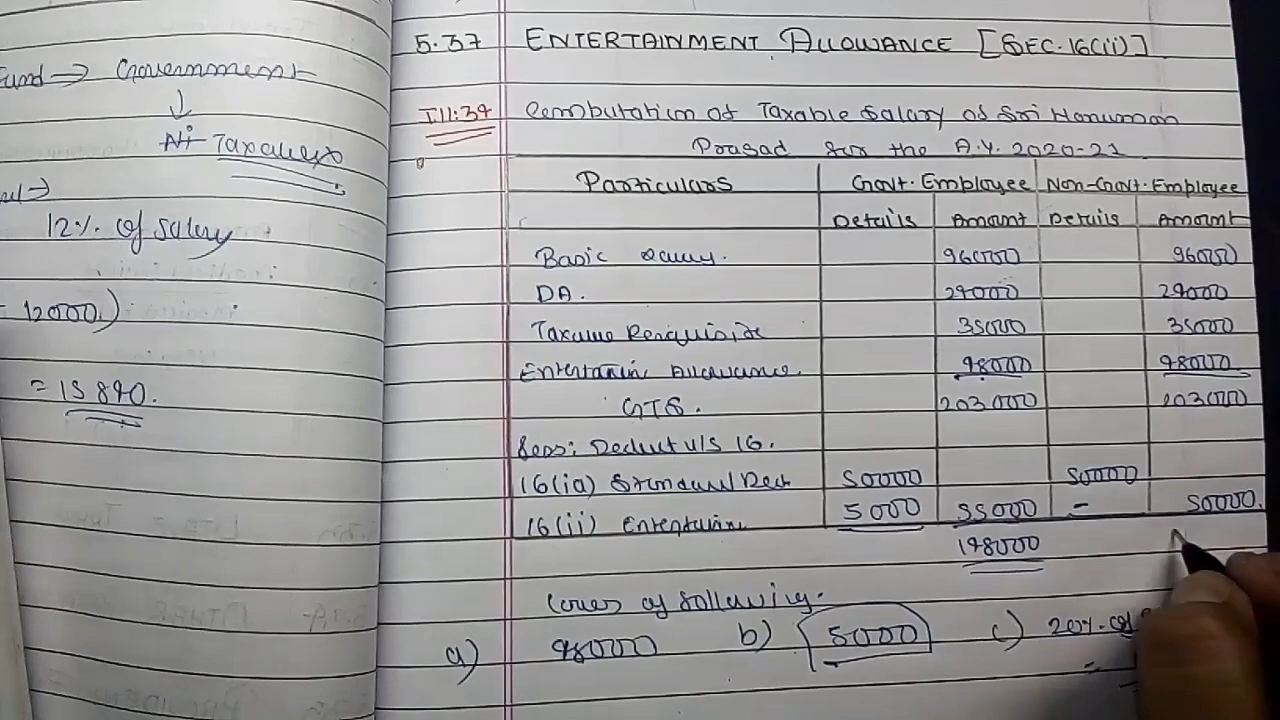 Fund → Government
↓
Not Taxable
→
12% of salary
= 12000)
= 15840.
5.37 ENTERTAINMENT ALLOWANCE [SEC.16(ii)]
Ill:34 Computation of Taxable Salary of Sri Hanuman
Prasad for the A.Y. 2020-21
Particulars Govt. Employee Non-Govt. Employee
Details Amount Details Amount
Basic Salary. 96000 96000
DA. 24000 24000
Taxable Perquisite 35000 35000
Entertain Allowance. 48000 48000
GTS. 203000 203000
Less: Deduct u/s 16.
16(ia) Standard Ded 50000 50000
16(ii) Entertain 5000 55000 - 50000.
148000
Lower of following.
a) 48000 b) 5000 c) 20% of
=